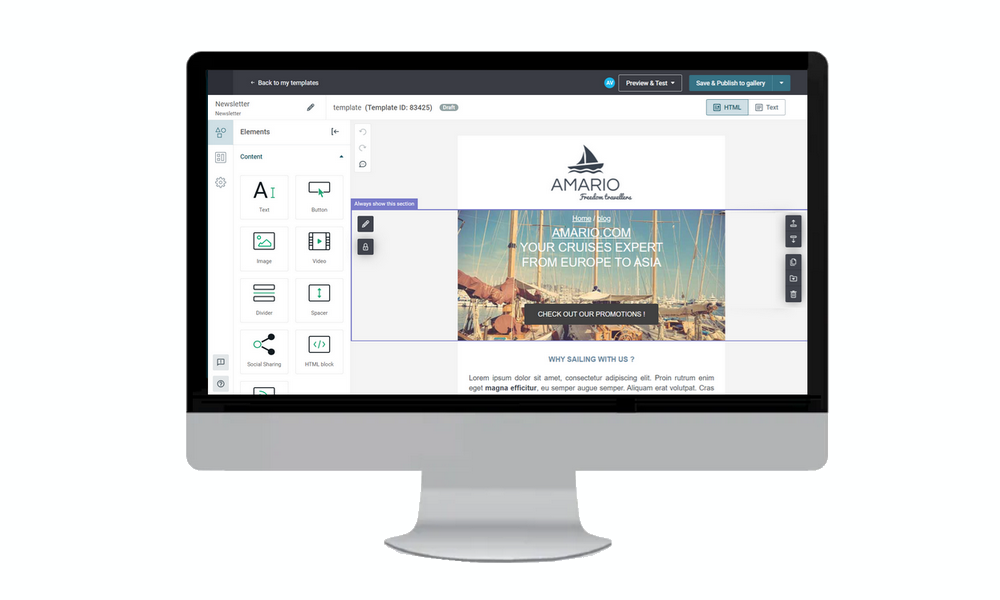 ← Back to my templates
AV
Preview & Test
Save & Publish to gallery
Newsletter
Newsletter
template (Template ID: 83425) Draft
HTML
Text
Elements
Content
Text
Button
Image
Video
Divider
Spacer
Social Sharing
HTML block
Always show this section
AMARIO
Freedom travellers
Home / blog
AMARIO.COM
YOUR CRUISES EXPERT
FROM EUROPE TO ASIA
CHECK OUT OUR PROMOTIONS !
WHY SAILING WITH US ?
Lorem ipsum dolor sit amet, consectetur adipiscing elit. Proin rutrum enim
eget magna efficitur, eu semper augue semper. Aliquam erat volutpat. Cras